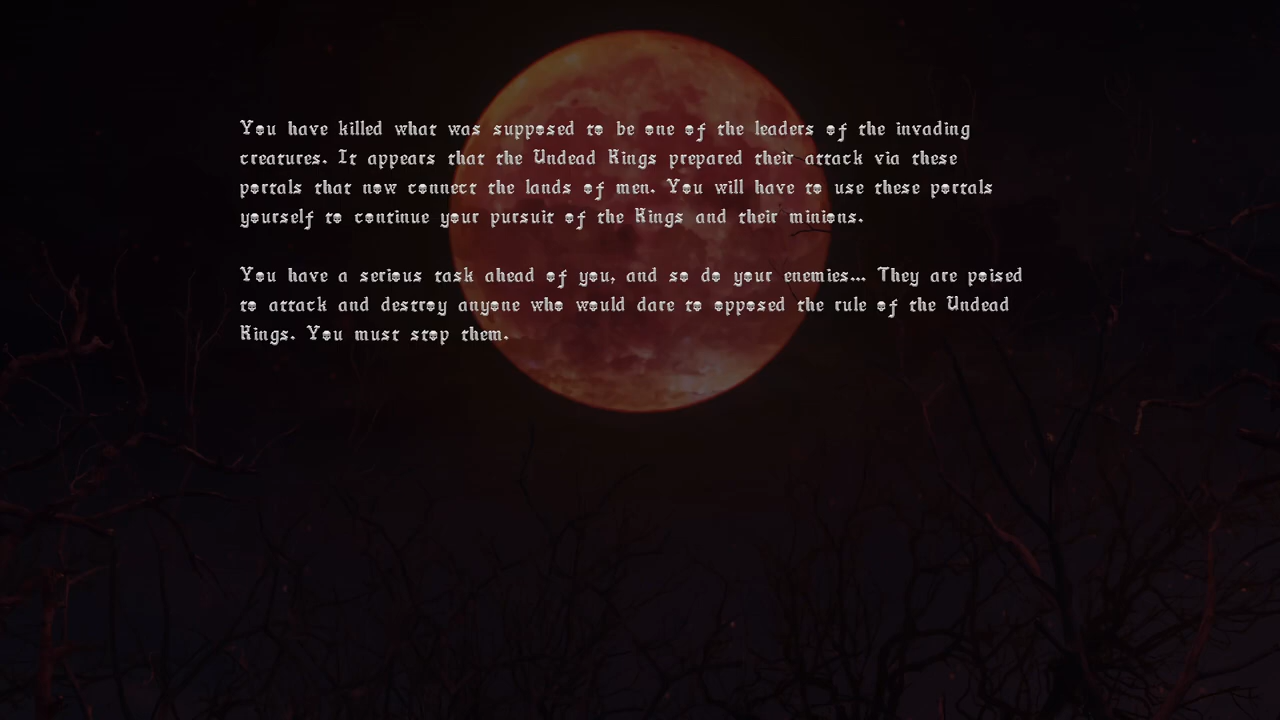 You have killed what was supposed to be one of the leaders of the invading
creatures. It appears that the Undead Kings prepared their attack via these
portals that now connect the lands of men. You will have to use these portals
yourself to continue your pursuit of the Kings and their minions.
You have a serious task ahead of you, and so do your enemies... They are poised
to attack and destroy anyone who would dare to opposed the rule of the Undead
Kings. You must stop them.